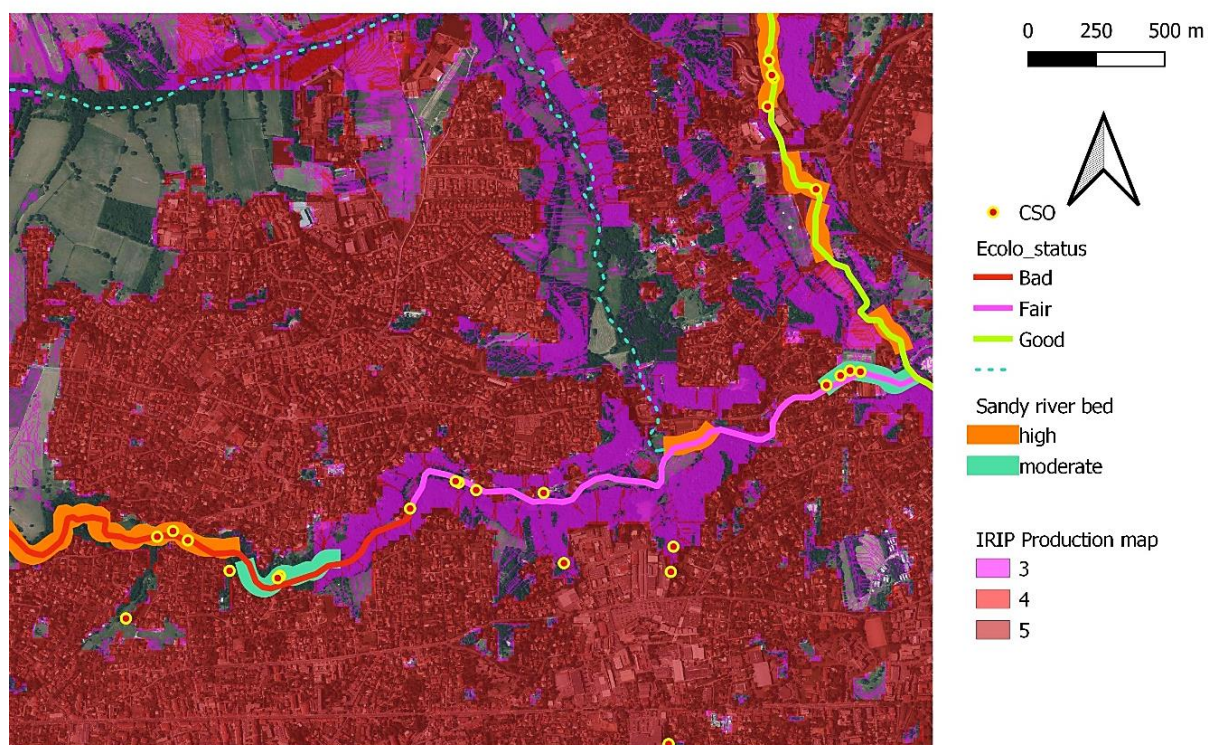 0 250 500 m
CSO
Ecolo_status
Bad
Fair
Good
Sandy river bed
high
moderate
IRIP Production map
3
4
5